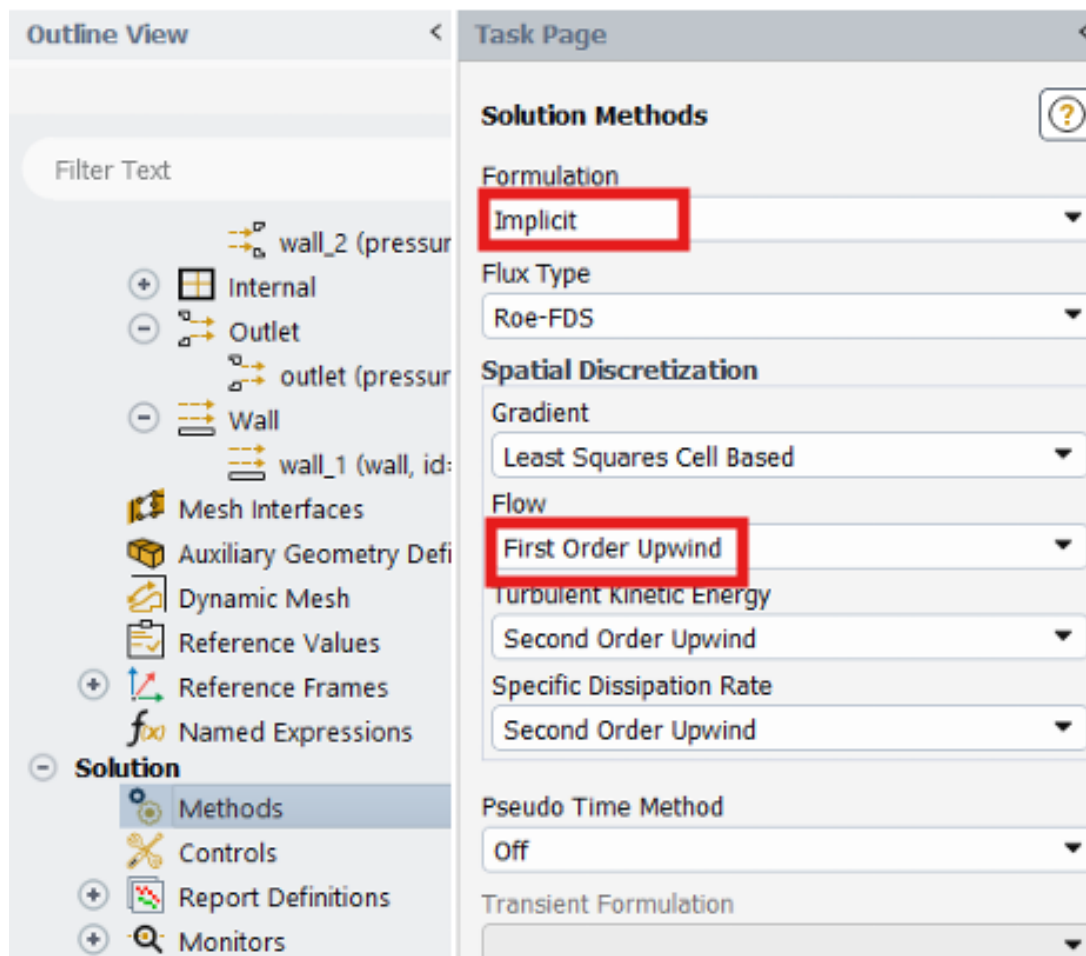 Outline View
<
Filter Text
wall_2 (pressur
Internal
Outlet
outlet (pressur
Wall
wall_1 (wall, id=
Mesh Interfaces
Auxiliary Geometry Defi
Dynamic Mesh
Reference Values
Reference Frames
f(x) Named Expressions
Solution
Methods
Controls
Report Definitions
Monitors
Task Page
<
Solution Methods
?
Formulation
Implicit
Flux Type
Roe-FDS
Spatial Discretization
Gradient
Least Squares Cell Based
Flow
First Order Upwind
Turbulent Kinetic Energy
Second Order Upwind
Specific Dissipation Rate
Second Order Upwind
Pseudo Time Method
Off
Transient Formulation